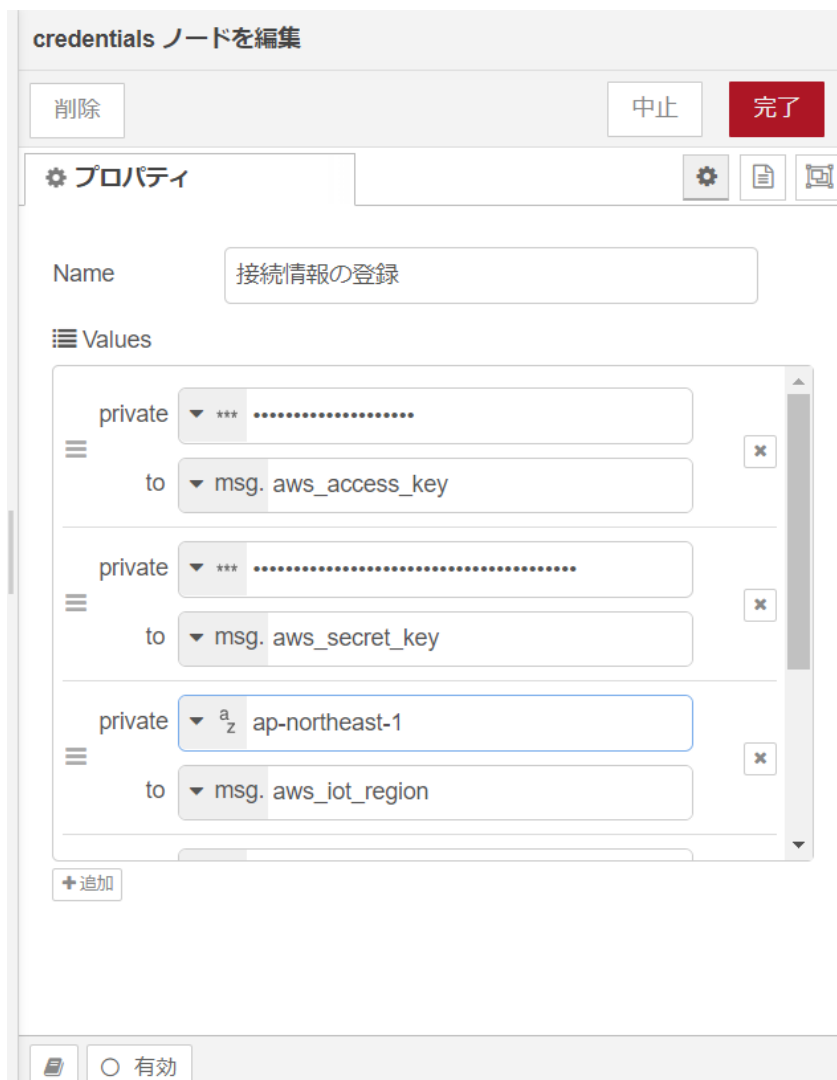 credentials ノードを編集
削除 中止 完了
プロパティ
Name 接続情報の登録
Values
private *** ••••••••••••••••••••
to msg. aws_access_key
private *** ••••••••••••••••••••••••••••••••••••••••
to msg. aws_secret_key
private az ap-northeast-1
to msg. aws_iot_region
追加
有効